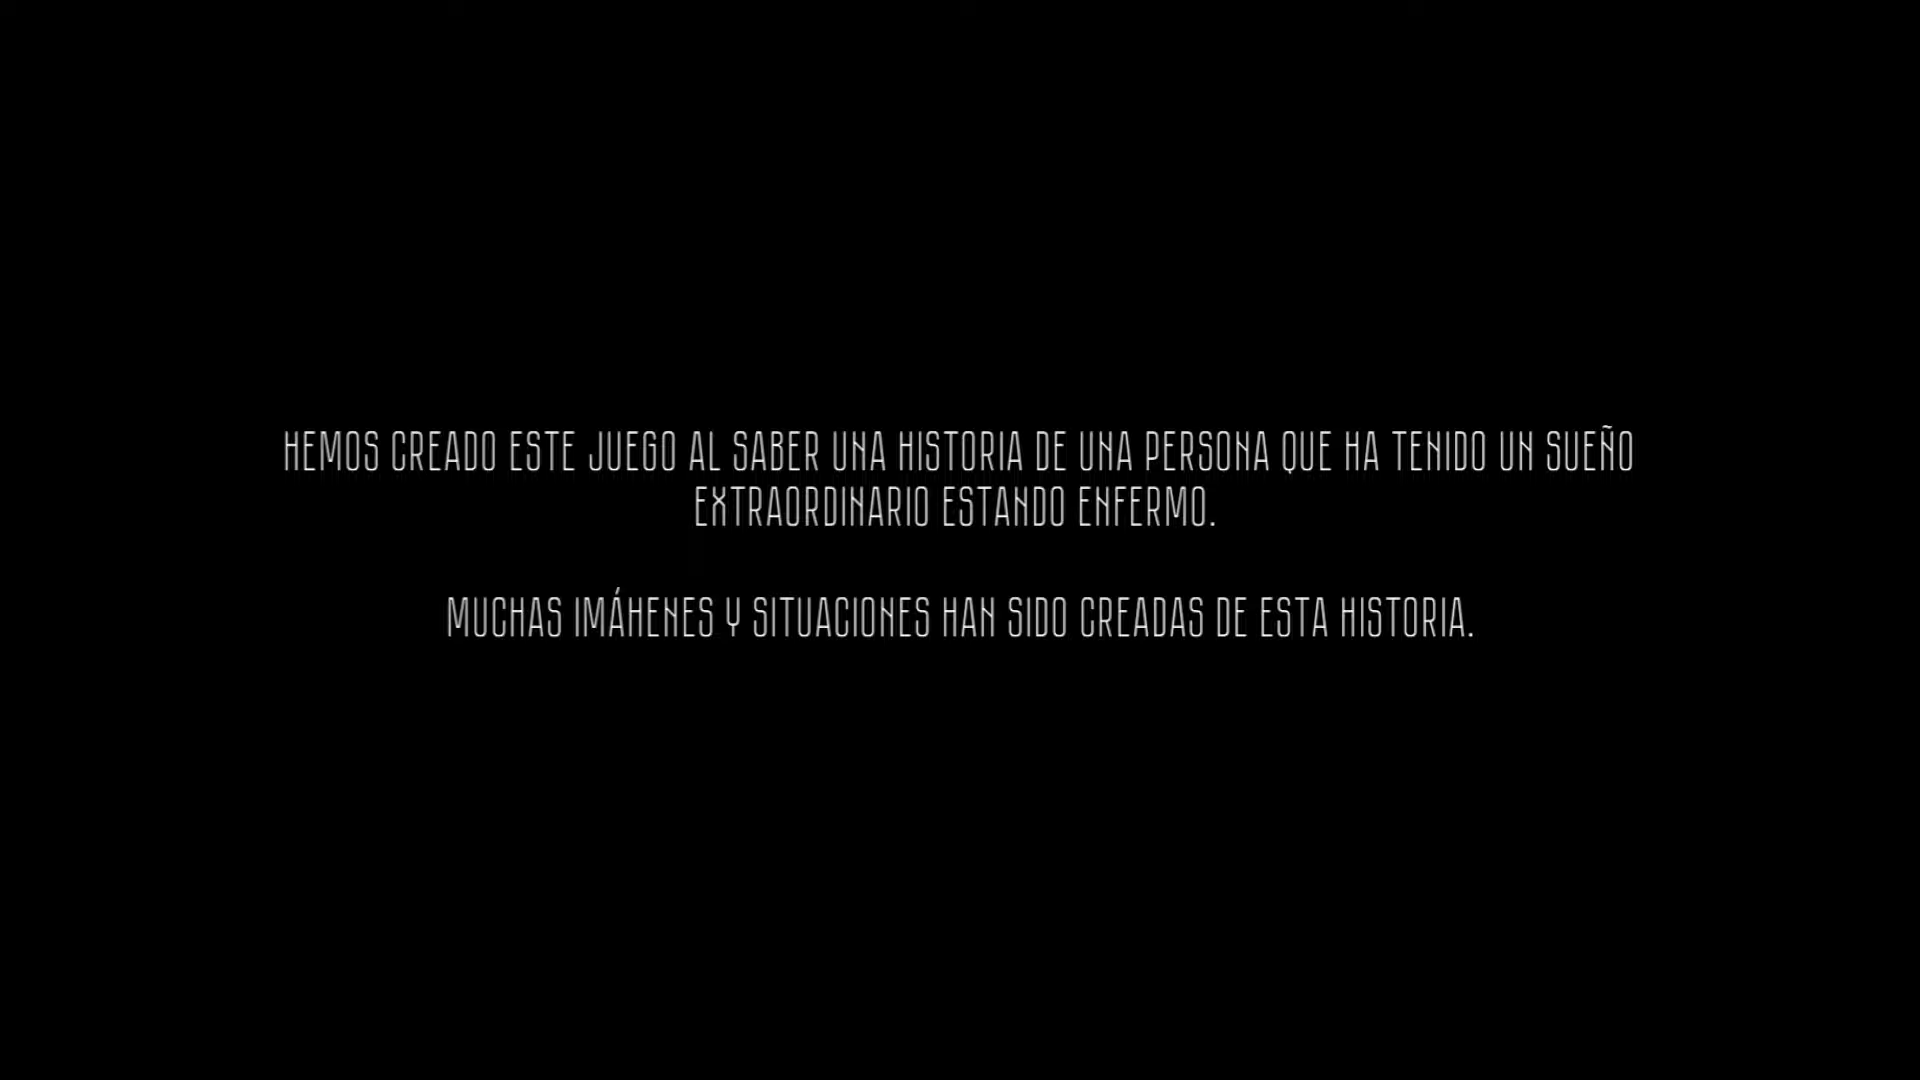 HEMOS CREADO ESTE JUEGO AL SABER UNA HISTORIA DE UNA PERSONA QUE HA TENIDO UN SUEÑO
EXTRAORDINARIO ESTANDO ENFERMO.
MUCHAS IMÁHENES Y SITUACIONES HAN SIDO CREADAS DE ESTA HISTORIA.